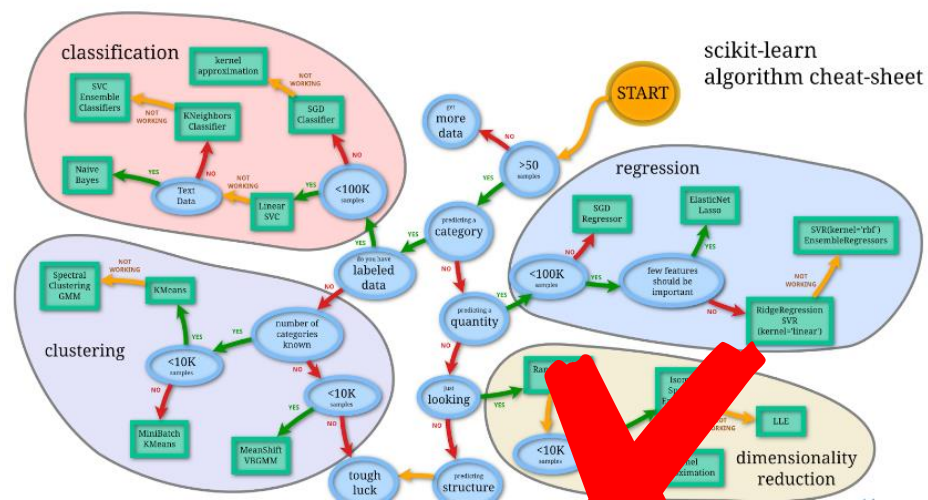 scikit-learn
algorithm cheat-sheet
START
classification
kernel
approximation
NOT
WORKING
SVC
Ensemble
Classifiers
NOT
WORKING
KNeighbors
Classifier
SGD
Classifier
NO
NO
Naive
Bayes
YES
Text
Data
NOT
WORKING
Linear
SVC
YES
<100K
samples
get
more
data
NO
>50
samples
YES
predicting a
category
YES
YES
do you have
labeled
data
NO
NO
predicting a
quantity
YES
NO
just
looking
YES
NO
predicting
structure
tough
luck
regression
SGD
Regressor
ElasticNet
Lasso
SVR(kernel='rbf')
EnsembleRegressors
NO
YES
<100K
samples
YES
few features
should be
important
NOT
WORKING
NO
RidgeRegression
SVR
(kernel='linear')
clustering
Spectral
Clustering
GMM
NOT
WORKING
KMeans
YES
number of
categories
known
YES
<10K
samples
NO
NO
<10K
samples
YES
NO
MiniBatch
KMeans
MeanShift
VBGMM
LLE
<10K
samples
dimensionality
reduction